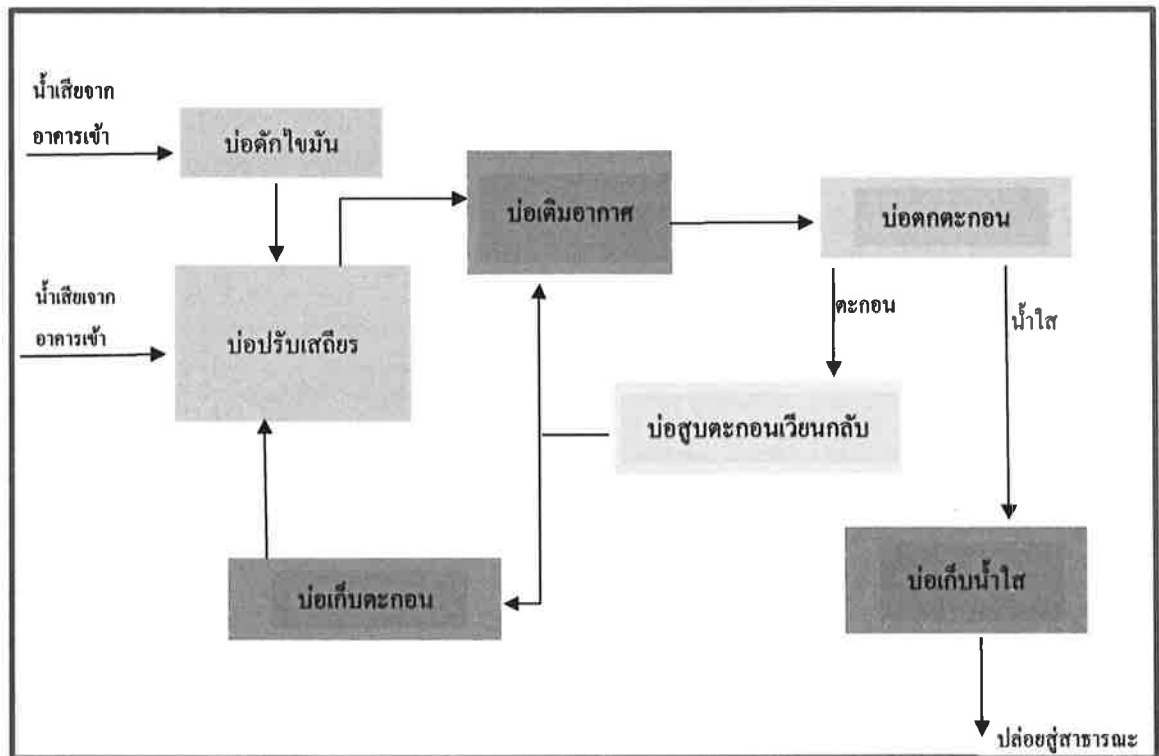 น้ำเสียจาก
อาคารเข้า
บ่อดักไขมัน
บ่อเติมอากาศ
บ่อตกตะกอน
น้ำเสียเจาก
อาคารเข้า
บ่อปรับเสถียร
ตะกอน
น้ำใส
บ่อสูบตะกอนเวียนกลับ
บ่อเก็บตะกอน
บ่อเก็บน้ำใส
ปล่อยสู่สาธารณะ